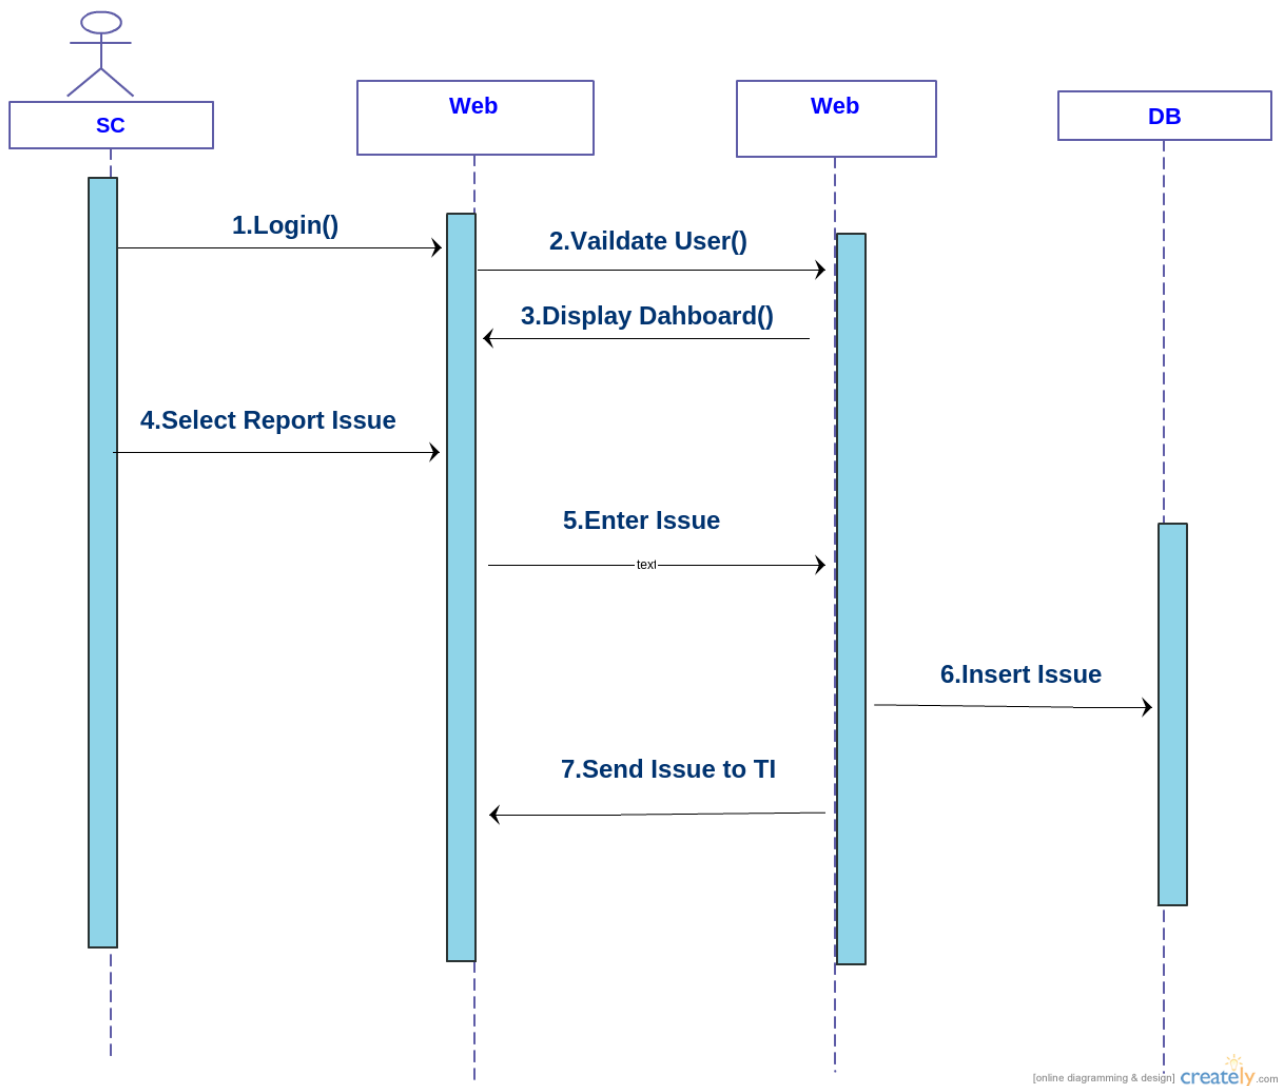 SC
Web
Web
DB
1.Login()
2.Vaildate User()
3.Display Dahboard()
4.Select Report Issue
5.Enter Issue
text
6.Insert Issue
7.Send Issue to TI
[online diagramming & design] creately.com